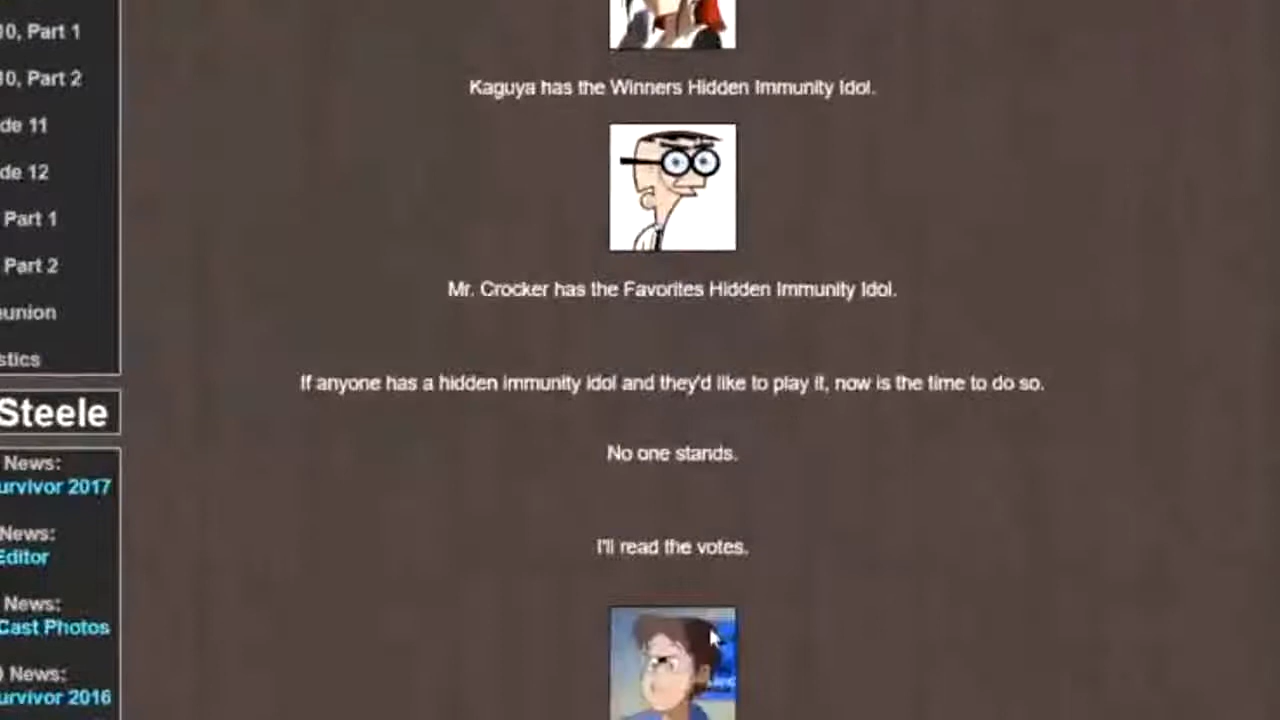 10, Part 1
10, Part 2
de 11
de 12
Part 1
Part 2
eunion
stics
Steele
News:
urvivor 2017
News:
Editor
News:
Cast Photos
News:
urvivor 2016
Kaguya has the Winners Hidden Immunity Idol.
Mr. Crocker has the Favorites Hidden Immunity Idol.
If anyone has a hidden immunity idol and they'd like to play it, now is the time to do so.
No one stands.
I'll read the votes.